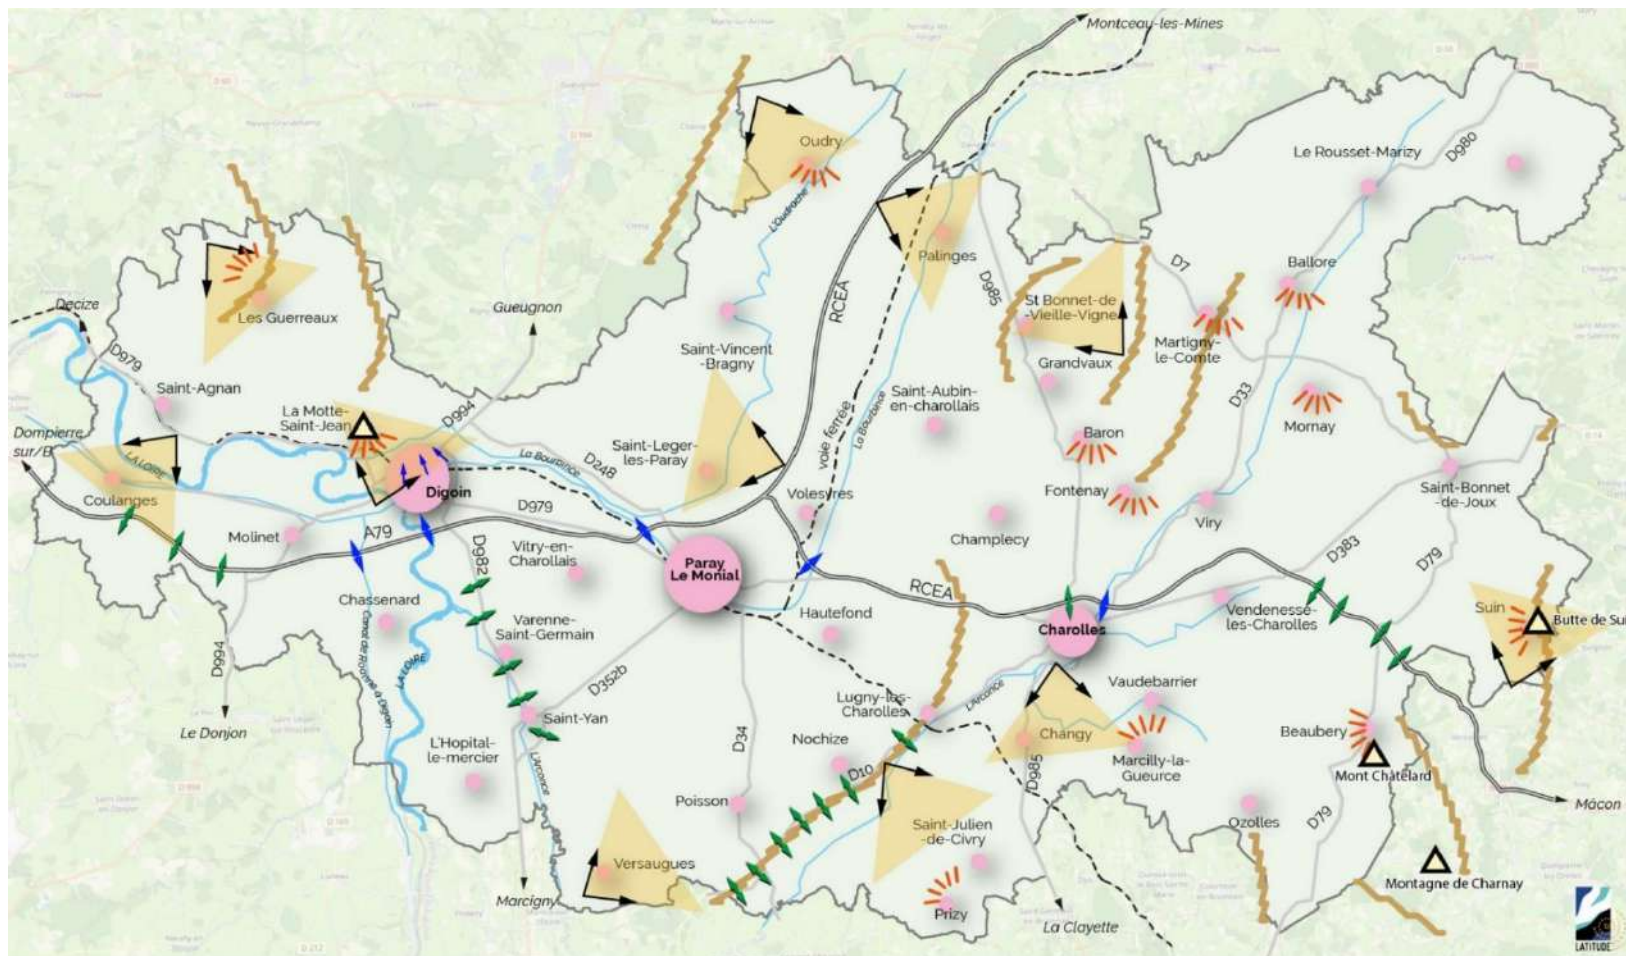 Montceau-les-Mines
Oudry
L'Oudrache
Le Rousset-Marizy
D980
Palinges
RCEA
D985
D7
Ballore
St Bonnet-de
-Vieille-Vigne
Les Guerreaux
Decize
Gueugnon
D979
Saint-Agnan
Saint-Vincent
-Bragny
Martigny-
le-Comte
Grandvaux
D33
La Motte-
Saint-Jean
D994
Saint-Aubin-
en-charollais
voie ferrée
La Bourbince
Mornay
Dompierre
sur/B
LA LOIRE
La Bourbince
D248
Saint-Leger-
les-Paray
Baron
Coulanges
Digoin
Volesvres
Fontenay
Viry
Saint-Bonnet
-de-Joux
Molinet
A79
D979
D982
Vitry-en-
Charollais
Champlecy
D383
D79
Paray
Le Monial
RCEA
Chassenard
Canal de Roanne à Digoin
LA LOIRE
Varenne-
Saint-Germain
Hautefond
Charolles
Vendenesse-
les-Charolles
Suin
Butte de Sui
D994
D352b
Lugny-les-
Charolles
L'Arconce
Vaudebarrier
Le Donjon
Saint-Yan
L'Hopital-
le-mercier
L'Arconce
D34
Nochize
D10
Changy
D985
Marcilly-la-
Gueurce
Beaubery
Mont Châtelard
Mâcon
Poisson
Saint-Julien
-de-Civry
Ozolles
D79
Versaugues
Montagne de Charnay
Marcigny
Prizy
La Clayette
LATITUDE